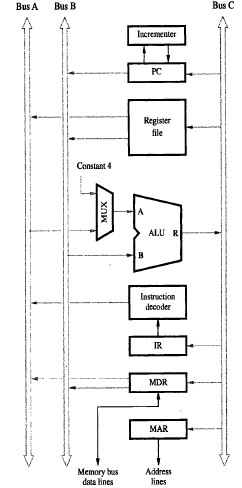 Bus A Bus B Bus C
Incrementer
PC
Register
file
Constant 4
MUX
A
ALU R
B
Instruction
decoder
IR
MDR
MAR
Memory bus Address
data lines lines